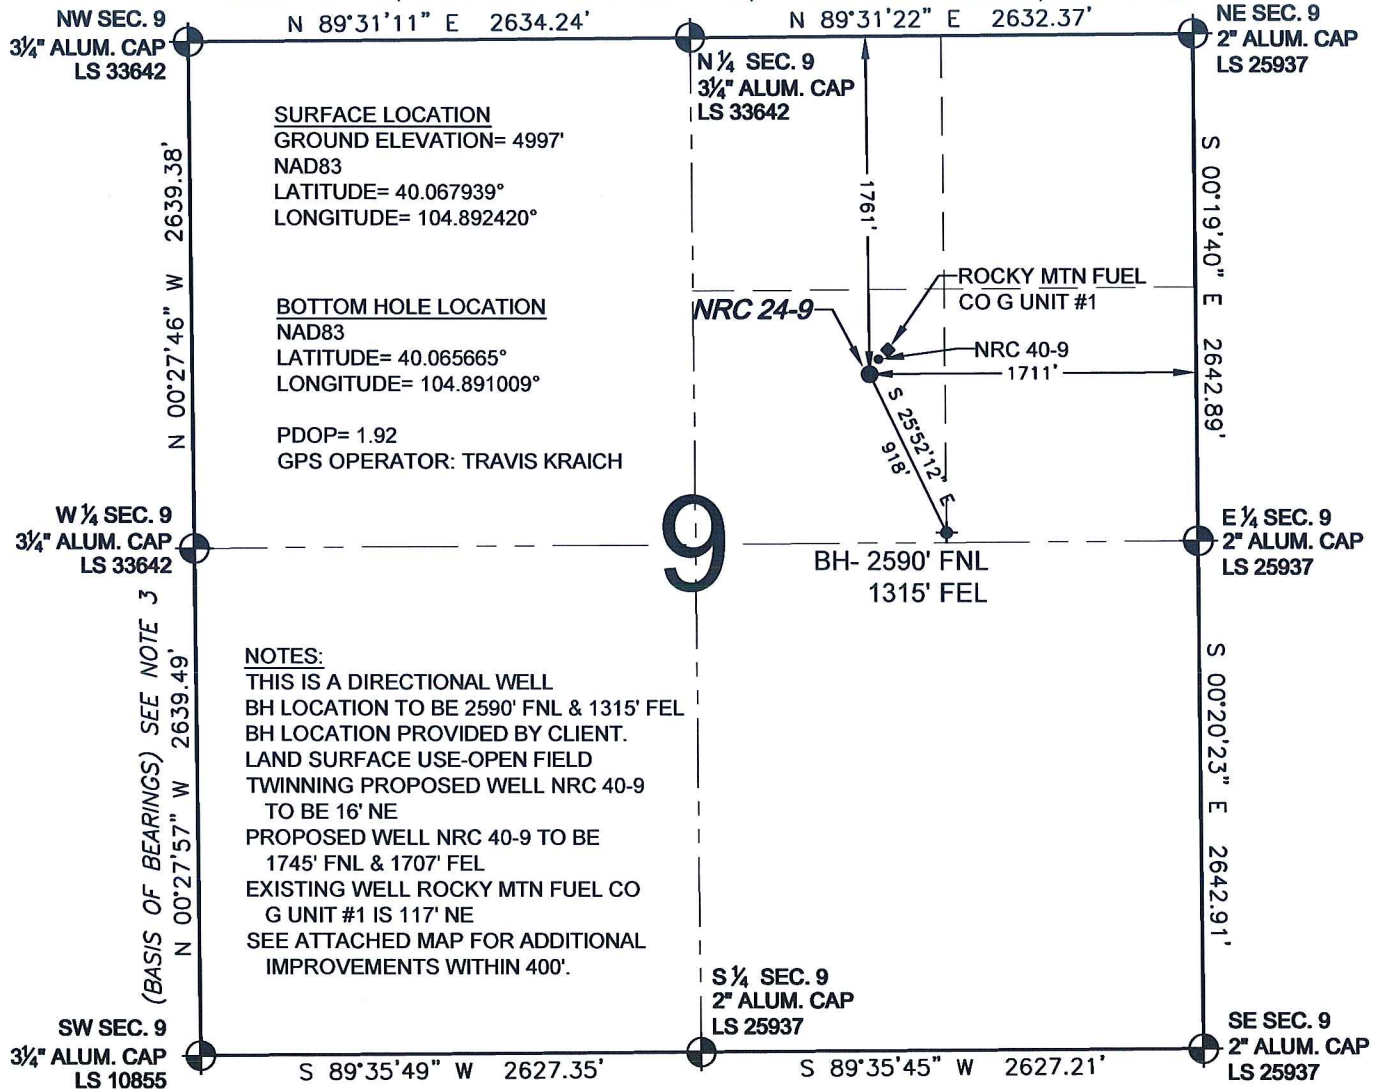 N 89°31'11" E 2634.24'
N 89°31'22" E 2632.37'
NW SEC. 9
3¼" ALUM. CAP
LS 33642
N ¼ SEC. 9
3¼" ALUM. CAP
LS 33642
NE SEC. 9
2" ALUM. CAP
LS 25937
SURFACE LOCATION
GROUND ELEVATION= 4997'
NAD83
LATITUDE= 40.067939°
LONGITUDE= 104.892420°
BOTTOM HOLE LOCATION
NAD83
LATITUDE= 40.065665°
LONGITUDE= 104.891009°
PDOP= 1.92
GPS OPERATOR: TRAVIS KRAICH
N 00°27'46" W 2639.38'
1761'
S 00°19'40" E 2642.89'
ROCKY MTN FUEL
CO G UNIT #1
NRC 24-9
NRC 40-9
1711'
S 25°52'12" E
918'
W ¼ SEC. 9
3¼" ALUM. CAP
LS 33642
9
BH- 2590' FNL
1315' FEL
E ¼ SEC. 9
2" ALUM. CAP
LS 25937
(BASIS OF BEARINGS) SEE NOTE 3
N 00°27'57" W 2639.49'
NOTES:
THIS IS A DIRECTIONAL WELL
BH LOCATION TO BE 2590' FNL & 1315' FEL
BH LOCATION PROVIDED BY CLIENT.
LAND SURFACE USE-OPEN FIELD
TWINNING PROPOSED WELL NRC 40-9
TO BE 16' NE
PROPOSED WELL NRC 40-9 TO BE
1745' FNL & 1707' FEL
EXISTING WELL ROCKY MTN FUEL CO
G UNIT #1 IS 117' NE
SEE ATTACHED MAP FOR ADDITIONAL
IMPROVEMENTS WITHIN 400'.
S 00°20'23" E 2642.91'
SW SEC. 9
3¼" ALUM. CAP
LS 10855
S ¼ SEC. 9
2" ALUM. CAP
LS 25937
SE SEC. 9
2" ALUM. CAP
LS 25937
S 89°35'49" W 2627.35'
S 89°35'45" W 2627.21'